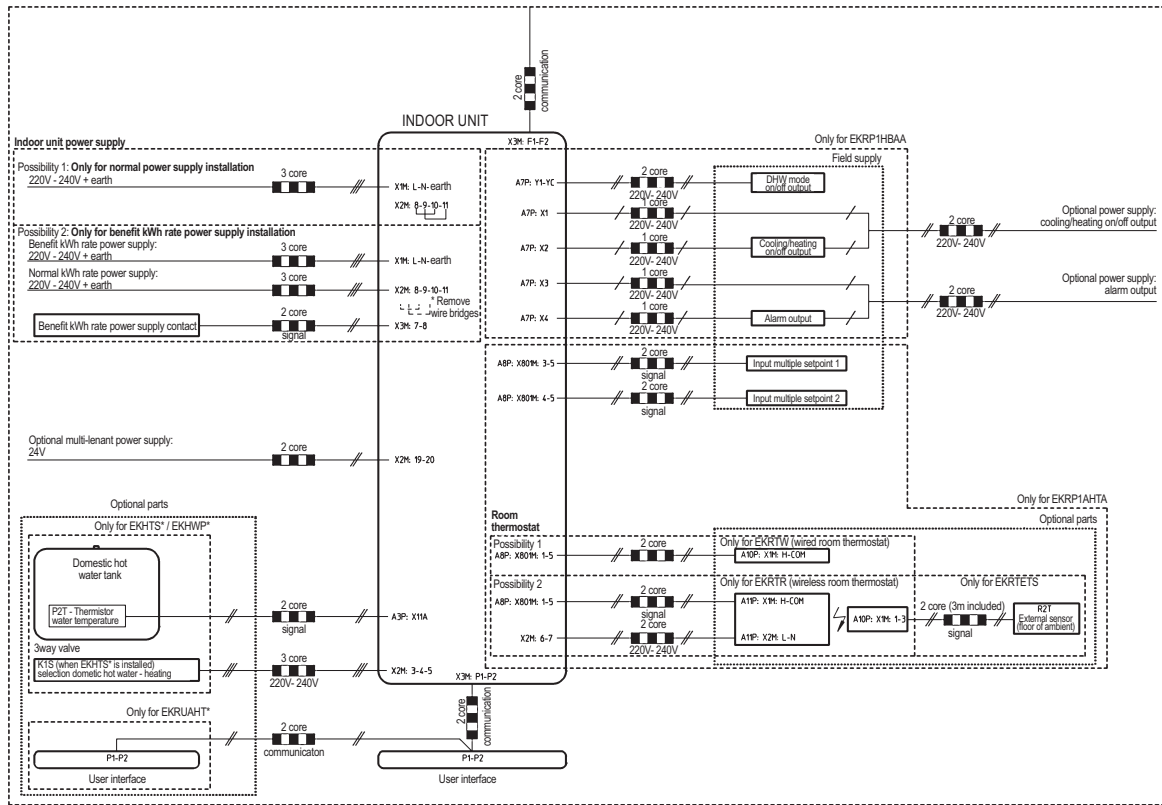 2 core
communication
INDOOR UNIT
X3M: F1-F2
Indoor unit power supply
Possibility 1: Only for normal power supply installation
220V - 240V + earth
3 core
X1M: L-N-earth
X2M: 8-9-10-11
Possibility 2: Only for benefit kWh rate power supply installation
Benefit kWh rate power supply:
220V - 240V + earth
3 core
X1M: L-N-earth
Normal kWh rate power supply:
220V - 240V + earth
3 core
X2M: 8-9-10-11
* Remove
wire bridges
Benefit kWh rate power supply contact
2 core
signal
X3M: 7-8
Optional multi-lenant power supply:
24V
2 core
X2M: 19-20
Optional parts
Only for EKHTS* / EKHWP*
Domestic hot
water tank
P2T - Thermistor
water temperature
2 core
signal
A3P: X11A
3way valve
K1S (when EKHTS* is installed)
selection dometic hot water - heating
3 core
220V- 240V
X2M: 3-4-5
X3M: P1-P2
2 core
communication
Only for EKRUAHT*
2 core
communicaton
P1-P2
User interface
P1-P2
User interface
Only for EKRP1HBAA
Field supply
A7P: Y1-YC
2 core
220V- 240V
DHW mode
on/off output
A7P: X1
1 core
220V- 240V
A7P: X2
1 core
220V- 240V
Cooling/heating
on/off output
2 core
220V- 240V
Optional power supply:
cooling/heating on/off output
A7P: X3
1 core
220V- 240V
A7P: X4
1 core
220V- 240V
Alarm output
2 core
220V- 240V
Optional power supply:
alarm output
A8P: X801M: 3-5
2 core
signal
Input multiple setpoint 1
A8P: X801M: 4-5
2 core
signal
Input multiple setpoint 2
Only for EKRP1AHTA
Optional parts
Room
thermostat
Possibility 1
A8P: X801M: 1-5
2 core
Only for EKRTW (wired room thermostat)
A10P: X1M: H-COM
Possibility 2
A8P: X801M: 1-5
2 core
signal
Only for EKRTR (wireless room thermostat)
A11P: X1M: H-COM
X2M: 6-7
2 core
220V- 240V
A11P: X2M: L-N
A10P: X1M: 1-3
Only for EKRTETS
2 core (3m included)
signal
R2T
External sensor
(floor of ambient)